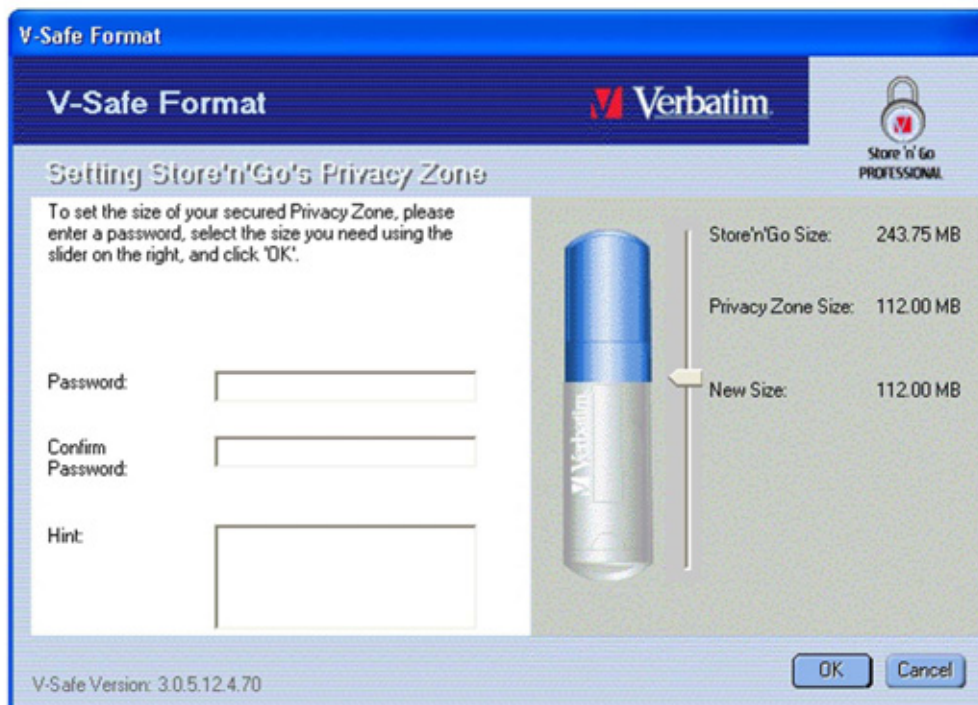 V-Safe Format
V-Safe Format
Verbatim
Store 'n' Go
PROFESSIONAL
Setting Store'n'Go's Privacy Zone
To set the size of your secured Privacy Zone, please
enter a password, select the size you need using the
slider on the right, and click 'OK'.
Password:
Confirm
Password:
Hint:
Verbatim
Store'n'Go Size: 243.75 MB
Privacy Zone Size: 112.00 MB
New Size: 112.00 MB
V-Safe Version: 3.0.5.12.4.70
OK
Cancel